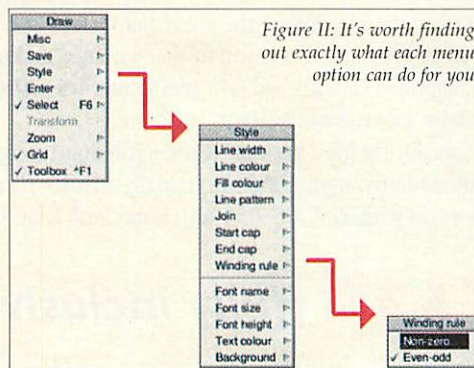 Draw
Misc
Save
Style
Enter
✓ Select F6
Transform
Zoom
✓ Grid
✓ Toolbox ^F1
Figure II: It's worth finding
out exactly what each menu
option can do for you
Style
Line width
Line colour
Fill colour
Line pattern
Join
Start cap
End cap
Winding rule
Font name
Font size
Font height
Text colour
Background
Winding rule
Non-zero
✓ Even-odd